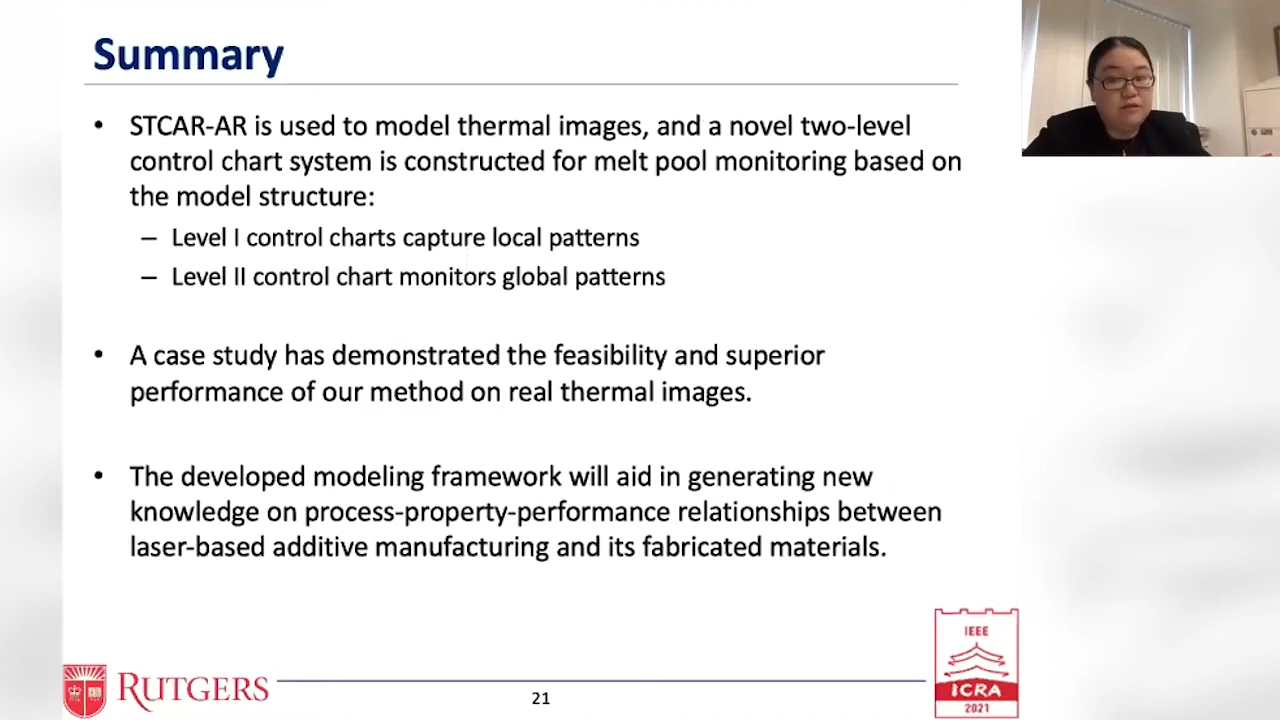 Summary
• STCAR-AR is used to model thermal images, and a novel two-level
control chart system is constructed for melt pool monitoring based on
the model structure:
– Level I control charts capture local patterns
– Level II control chart monitors global patterns
• A case study has demonstrated the feasibility and superior
performance of our method on real thermal images.
• The developed modeling framework will aid in generating new
knowledge on process-property-performance relationships between
laser-based additive manufacturing and its fabricated materials.
RUTGERS
21
IEEE
ICRA
2021